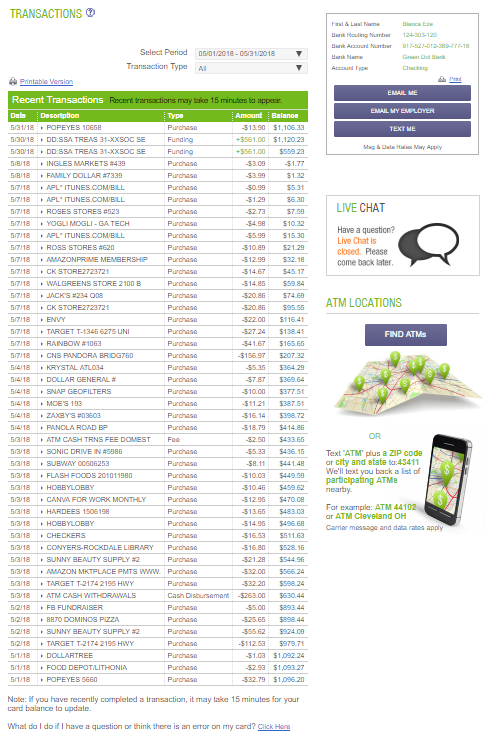 TRANSACTIONS
Select Period 05/01/2018 - 05/31/2018
Transaction Type All
Printable Version
Recent Transactions Recent transactions may take 15 minutes to appear.
Date Description Type Amount Balance
5/31/18 POPEYES 10658 Purchase -$13.90 $1,106.33
5/30/18 DD:SSA TREAS 31-XXSOC SE Funding +$561.00 $1,120.23
5/30/18 DD:SSA TREAS 31-XXSOC SE Funding +$561.00 $559.23
5/8/18 INGLES MARKETS #439 Purchase -$3.09 -$1.77
5/8/18 FAMILY DOLLAR #7339 Purchase -$3.99 $1.32
5/7/18 APL* ITUNES.COM/BILL Purchase -$0.99 $5.31
5/7/18 APL* ITUNES.COM/BILL Purchase -$1.29 $6.30
5/7/18 ROSES STORES #523 Purchase -$2.73 $7.59
5/7/18 YOGLI MOGLI - GA TECH Purchase -$4.98 $10.32
5/7/18 APL* ITUNES.COM/BILL Purchase -$5.99 $15.30
5/7/18 ROSS STORES #620 Purchase -$10.89 $21.29
5/7/18 AMAZONPRIME MEMBERSHIP Purchase -$12.99 $32.18
5/7/18 CK STORE2723721 Purchase -$14.67 $45.17
5/7/18 WALGREENS STORE 2100 B Purchase -$14.85 $59.84
5/7/18 JACK'S #234 Q08 Purchase -$20.86 $74.69
5/7/18 CK STORE2723721 Purchase -$20.86 $95.55
5/7/18 ENVY Purchase -$22.00 $116.41
5/7/18 TARGET T-1346 6275 UNI Purchase -$27.24 $138.41
5/7/18 RAINBOW #1063 Purchase -$41.67 $165.65
5/7/18 CNS PANDORA BRIDG760 Purchase -$156.97 $207.32
5/4/18 KRYSTAL ATL034 Purchase -$5.35 $364.29
5/4/18 DOLLAR GENERAL # Purchase -$7.87 $369.64
5/4/18 SNAP GEOFILTERS Purchase -$10.00 $377.51
5/4/18 MOE'S 193 Purchase -$11.21 $387.51
5/4/18 ZAXBY'S #03603 Purchase -$16.14 $398.72
5/4/18 PANOLA ROAD BP Purchase -$18.79 $414.86
5/3/18 ATM CASH TRNS FEE DOMEST Fee -$2.50 $433.65
5/3/18 SONIC DRIVE IN #5986 Purchase -$5.33 $436.15
5/3/18 SUBWAY 00506253 Purchase -$8.11 $441.48
5/3/18 FLASH FOODS 201011980 Purchase -$10.03 $449.59
5/3/18 HOBBYLOBBY Purchase -$10.46 $459.62
5/3/18 CANVA FOR WORK MONTHLY Purchase -$12.95 $470.08
5/3/18 HARDEES 1506198 Purchase -$13.65 $483.03
5/3/18 HOBBYLOBBY Purchase -$14.95 $496.68
5/3/18 CHECKERS Purchase -$16.53 $511.63
5/3/18 CONYERS-ROCKDALE LIBRARY Purchase -$16.80 $528.16
5/3/18 SUNNY BEAUTY SUPPLY #2 Purchase -$21.28 $544.96
5/3/18 AMAZON MKTPLACE PMTS WWW. Purchase -$32.00 $566.24
5/3/18 TARGET T-2174 2195 HWY Purchase -$32.20 $598.24
5/3/18 ATM CASH WITHDRAWALS Cash Disbursement -$263.00 $630.44
5/2/18 FB FUNDRAISER Purchase -$5.00 $893.44
5/2/18 8870 DOMINOS PIZZA Purchase -$25.65 $898.44
5/2/18 SUNNY BEAUTY SUPPLY #2 Purchase -$55.62 $924.09
5/2/18 TARGET T-2174 2195 HWY Purchase -$112.53 $979.71
5/1/18 DOLLARTREE Purchase -$1.03 $1,092.24
5/1/18 FOOD DEPOT/LITHONIA Purchase -$2.93 $1,093.27
5/1/18 POPEYES 5660 Purchase -$32.79 $1,096.20
Note: If you have recently completed a transaction, it may take 15 minutes for your
card balance to update.
What do I do if I have a question or think there is an error on my card? Click Here
First & Last Name Bianca Eze
Bank Routing Number 124-303-120
Bank Account Number 917-527-012-369-777-18
Bank Name Green Dot Bank
Account Type Checking
Print
EMAIL ME
EMAIL MY EMPLOYER
TEXT ME
Msg & Data Rates May Apply
LIVE CHAT
Have a question?
Live Chat is
closed. Please
come back later.
ATM LOCATIONS
FIND ATMs
OR
Text 'ATM' plus a ZIP code
or city and state to:43411
We'll text you back a list of
participating ATMs
nearby.
For example: ATM 44102
or ATM Cleveland OH
Carrier message and data rates apply